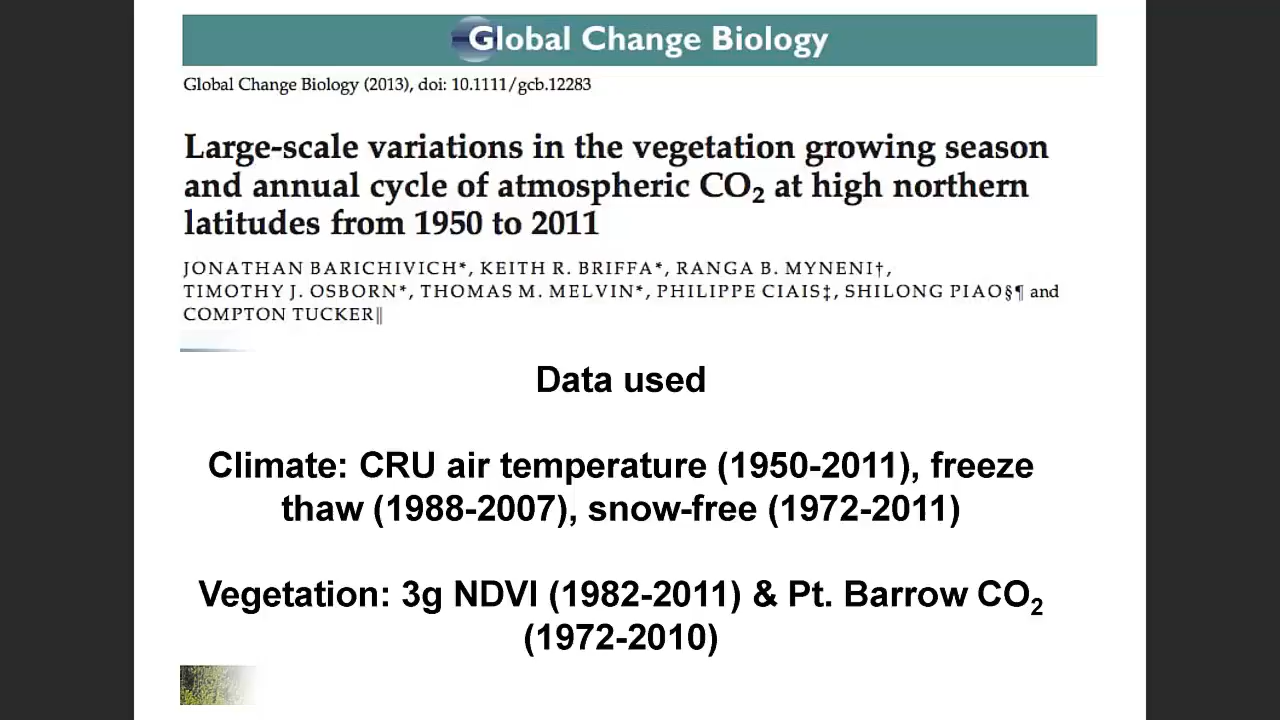 Global Change Biology
Global Change Biology (2013), doi: 10.1111/gcb.12283
Large-scale variations in the vegetation growing season
and annual cycle of atmospheric CO₂ at high northern
latitudes from 1950 to 2011
JONATHAN BARICHIVICH*, KEITH R. BRIFFA*, RANGA B. MYNENI†,
TIMOTHY J. OSBORN*, THOMAS M. MELVIN*, PHILIPPE CIAIS‡, SHILONG PIAO§¶ and
COMPTON TUCKER‖
Data used
Climate: CRU air temperature (1950-2011), freeze
thaw (1988-2007), snow-free (1972-2011)
Vegetation: 3g NDVI (1982-2011) & Pt. Barrow CO₂
(1972-2010)